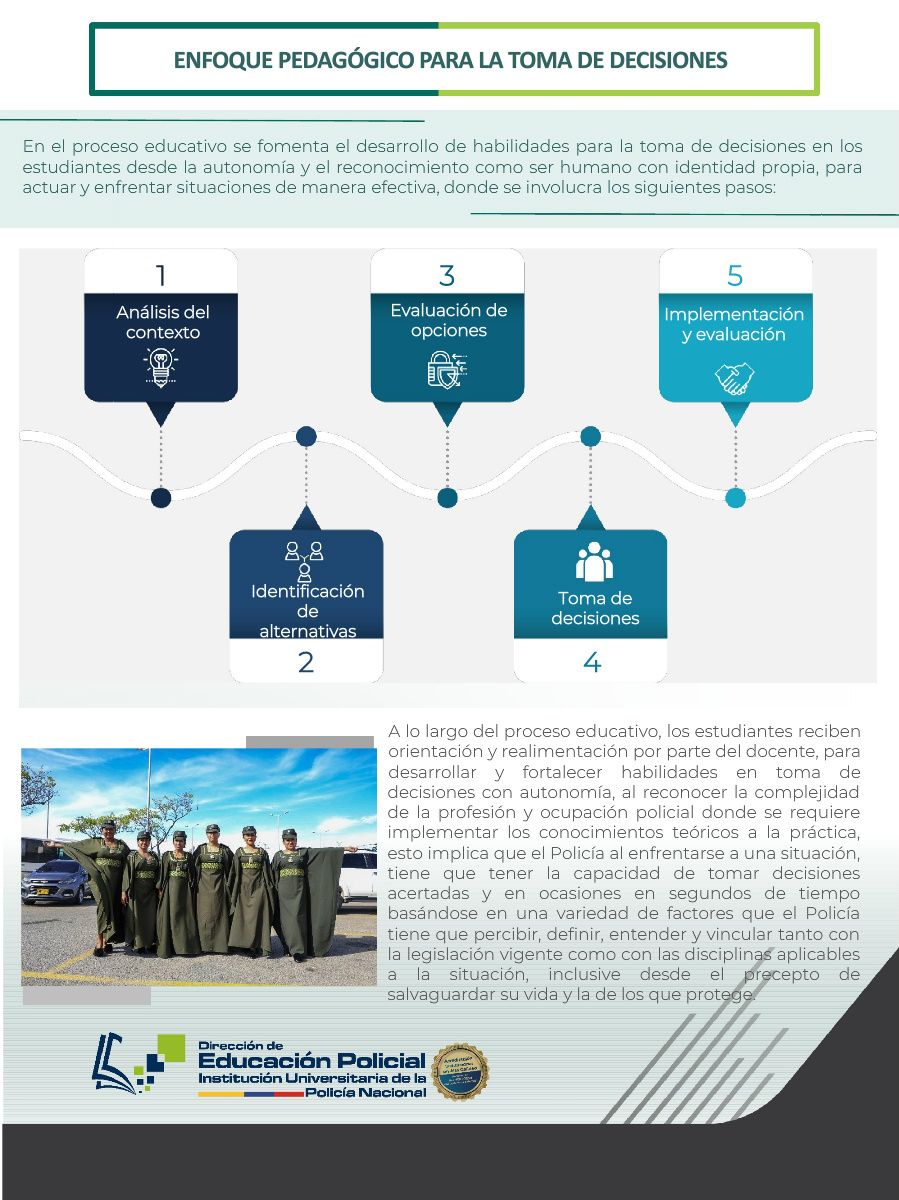 ENFOQUE PEDAGÓGICO PARA LA TOMA DE DECISIONES
En el proceso educativo se fomenta el desarrollo de habilidades para la toma de decisiones en los
estudiantes desde la autonomía y el reconocimiento como ser humano con identidad propia, para
actuar y enfrentar situaciones de manera efectiva, donde se involucra los siguientes pasos:
1
Análisis del
contexto
3
Evaluación de
opciones
5
Implementación
y evaluación
Identificación
de
alternativas
2
Toma de
decisiones
4
A lo largo del proceso educativo, los estudiantes reciben
orientación y realimentación por parte del docente, para
desarrollar y fortalecer habilidades en toma de
decisiones con autonomía, al reconocer la complejidad
de la profesión y ocupación policial donde se requiere
implementar los conocimientos teóricos a la práctica,
esto implica que el Policía al enfrentarse a una situación,
tiene que tener la capacidad de tomar decisiones
acertadas y en ocasiones en segundos de tiempo
basándose en una variedad de factores que el Policía
tiene que percibir, definir, entender y vincular tanto con
la legislación vigente como con las disciplinas aplicables
a la situación, inclusive desde el precepto de
salvaguardar su vida y la de los que protege.
Dirección de
Educación Policial
Institución Universitaria de la
Policía Nacional